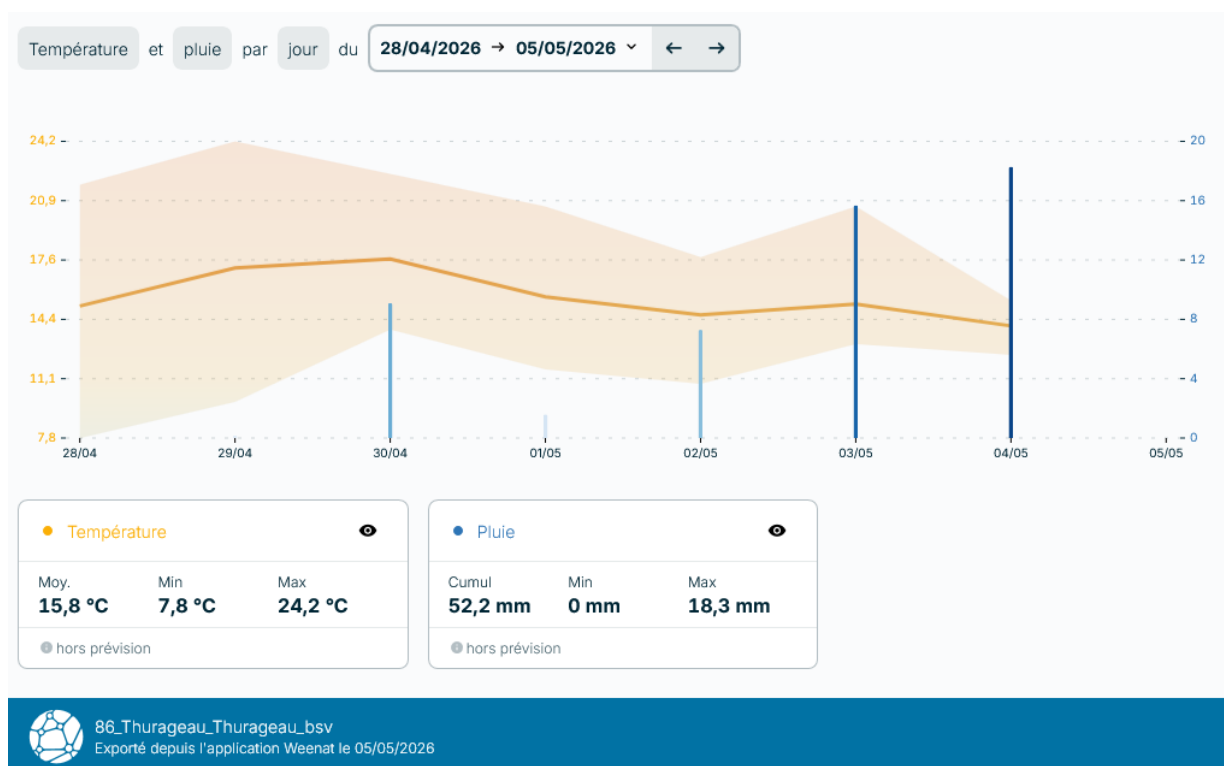 Température et pluie par jour du 28/04/2026 → 05/05/2026 ← →
24,2 20
20,9 16
17,6 12
14,4 8
11,1 4
7,8 0
28/04 29/04 30/04 01/05 02/05 03/05 04/05 05/05
Température
Moy. Min Max
15,8 °C 7,8 °C 24,2 °C
hors prévision
Pluie
Cumul Min Max
52,2 mm 0 mm 18,3 mm
hors prévision
86_Thurageau_Thurageau_bsv
Exporté depuis l'application Weenat le 05/05/2026